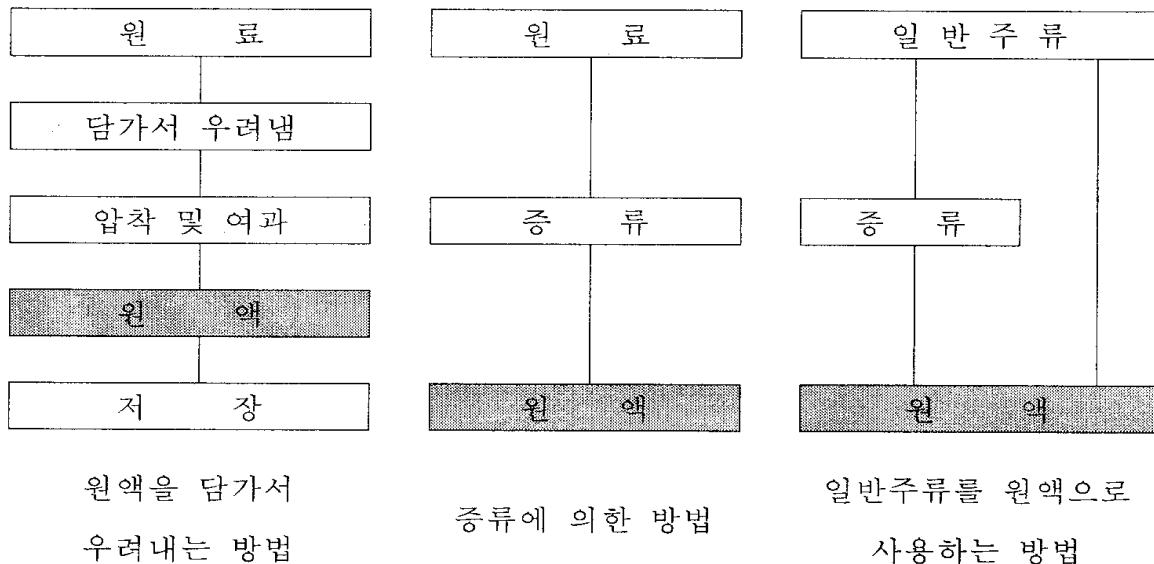 원 료
담가서 우려냄
압착 및 여과
원 액
저 장
원액을 담가서
우려내는 방법
원 료
증 류
원 액
증류에 의한 방법
일 반 주 류
증 류
원 액
일반주류를 원액으로
사용하는 방법